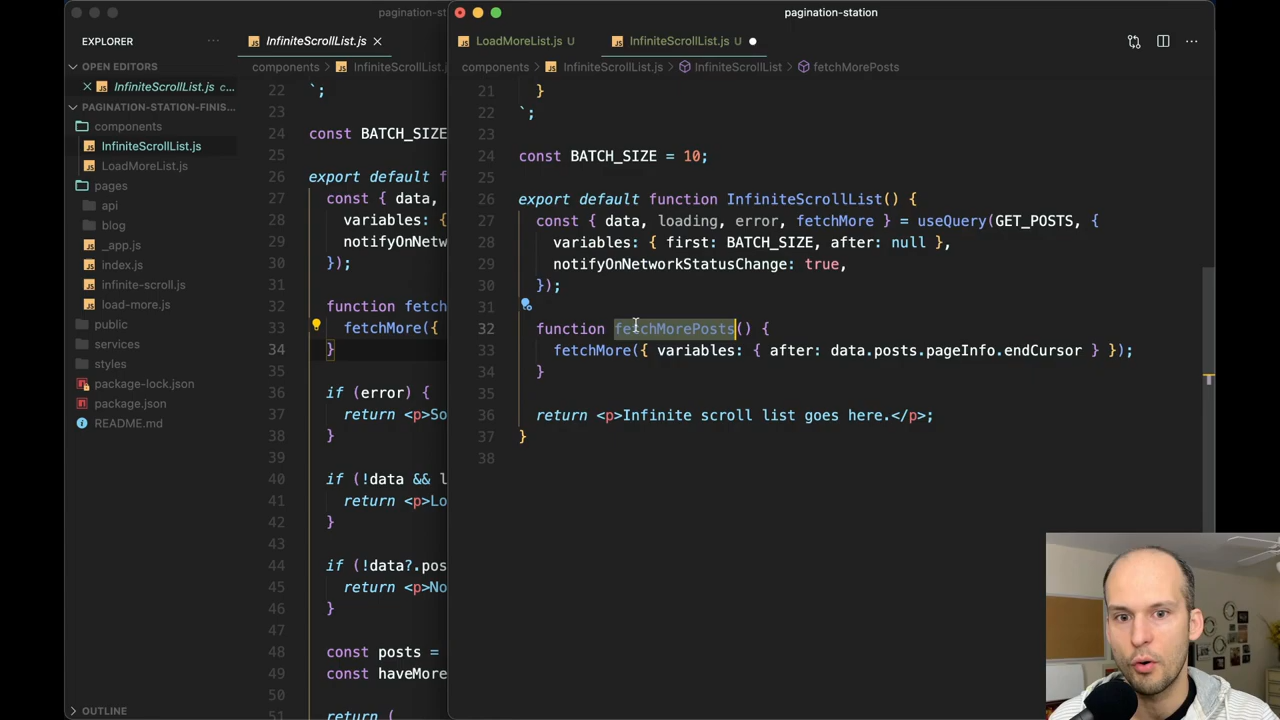 pagination-st
EXPLORER
OPEN EDITORS
InfiniteScrollList.js c...
PAGINATION-STATION-FINIS...
components
InfiniteScrollList.js
LoadMoreList.js
pages
api
blog
_app.js
index.js
infinite-scroll.js
load-more.js
public
services
styles
package-lock.json
package.json
README.md
OUTLINE
InfiniteScrollList.js
components > InfiniteScrollList.
22 `;
23
24 const BATCH_SIZE
25
26 export default f
27 const { data,
28 variables: {
29 notifyOnNetw
30 });
31
32 function fetch
33 fetchMore({
34 }
35
36 if (error) {
37 return <p>So
38 }
39
40 if (!data && l
41 return <p>Lo
42 }
43
44 if (!data?.pos
45 return <p>No
46 }
47
48 const posts =
49 const haveMore
50
51 return (
pagination-station
LoadMoreList.js U
InfiniteScrollList.js U
components > InfiniteScrollList.js > InfiniteScrollList > fetchMorePosts
21 }
22 `;
23
24 const BATCH_SIZE = 10;
25
26 export default function InfiniteScrollList() {
27 const { data, loading, error, fetchMore } = useQuery(GET_POSTS, {
28 variables: { first: BATCH_SIZE, after: null },
29 notifyOnNetworkStatusChange: true,
30 });
31
32 function fetchMorePosts() {
33 fetchMore({ variables: { after: data.posts.pageInfo.endCursor } });
34 }
35
36 return <p>Infinite scroll list goes here.</p>;
37 }
38